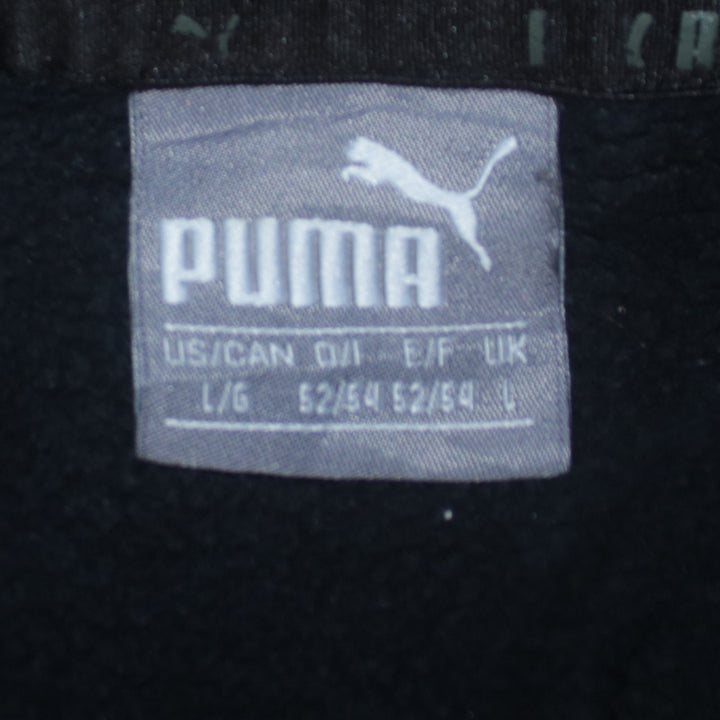 PUMA
US/CAN D/I E/F UK
L/G 52/54 52/54 L